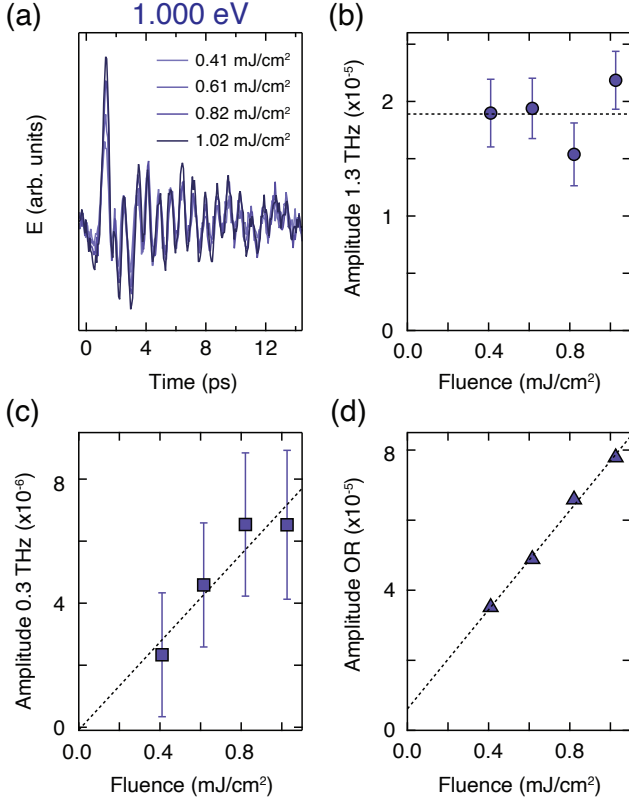 1.000 eV
(a)
0.41 mJ/cm²
0.61 mJ/cm²
0.82 mJ/cm²
1.02 mJ/cm²
E (arb. units)
0 4 8 12
Time (ps)
(b)
Amplitude 1.3 THz (x10⁻⁵)
2
1
0
0.0 0.4 0.8
Fluence (mJ/cm²)
(c)
Amplitude 0.3 THz (x10⁻⁶)
8
4
0
0.0 0.4 0.8
Fluence (mJ/cm²)
(d)
Amplitude OR (x10⁻⁵)
8
4
0
0.0 0.4 0.8
Fluence (mJ/cm²)